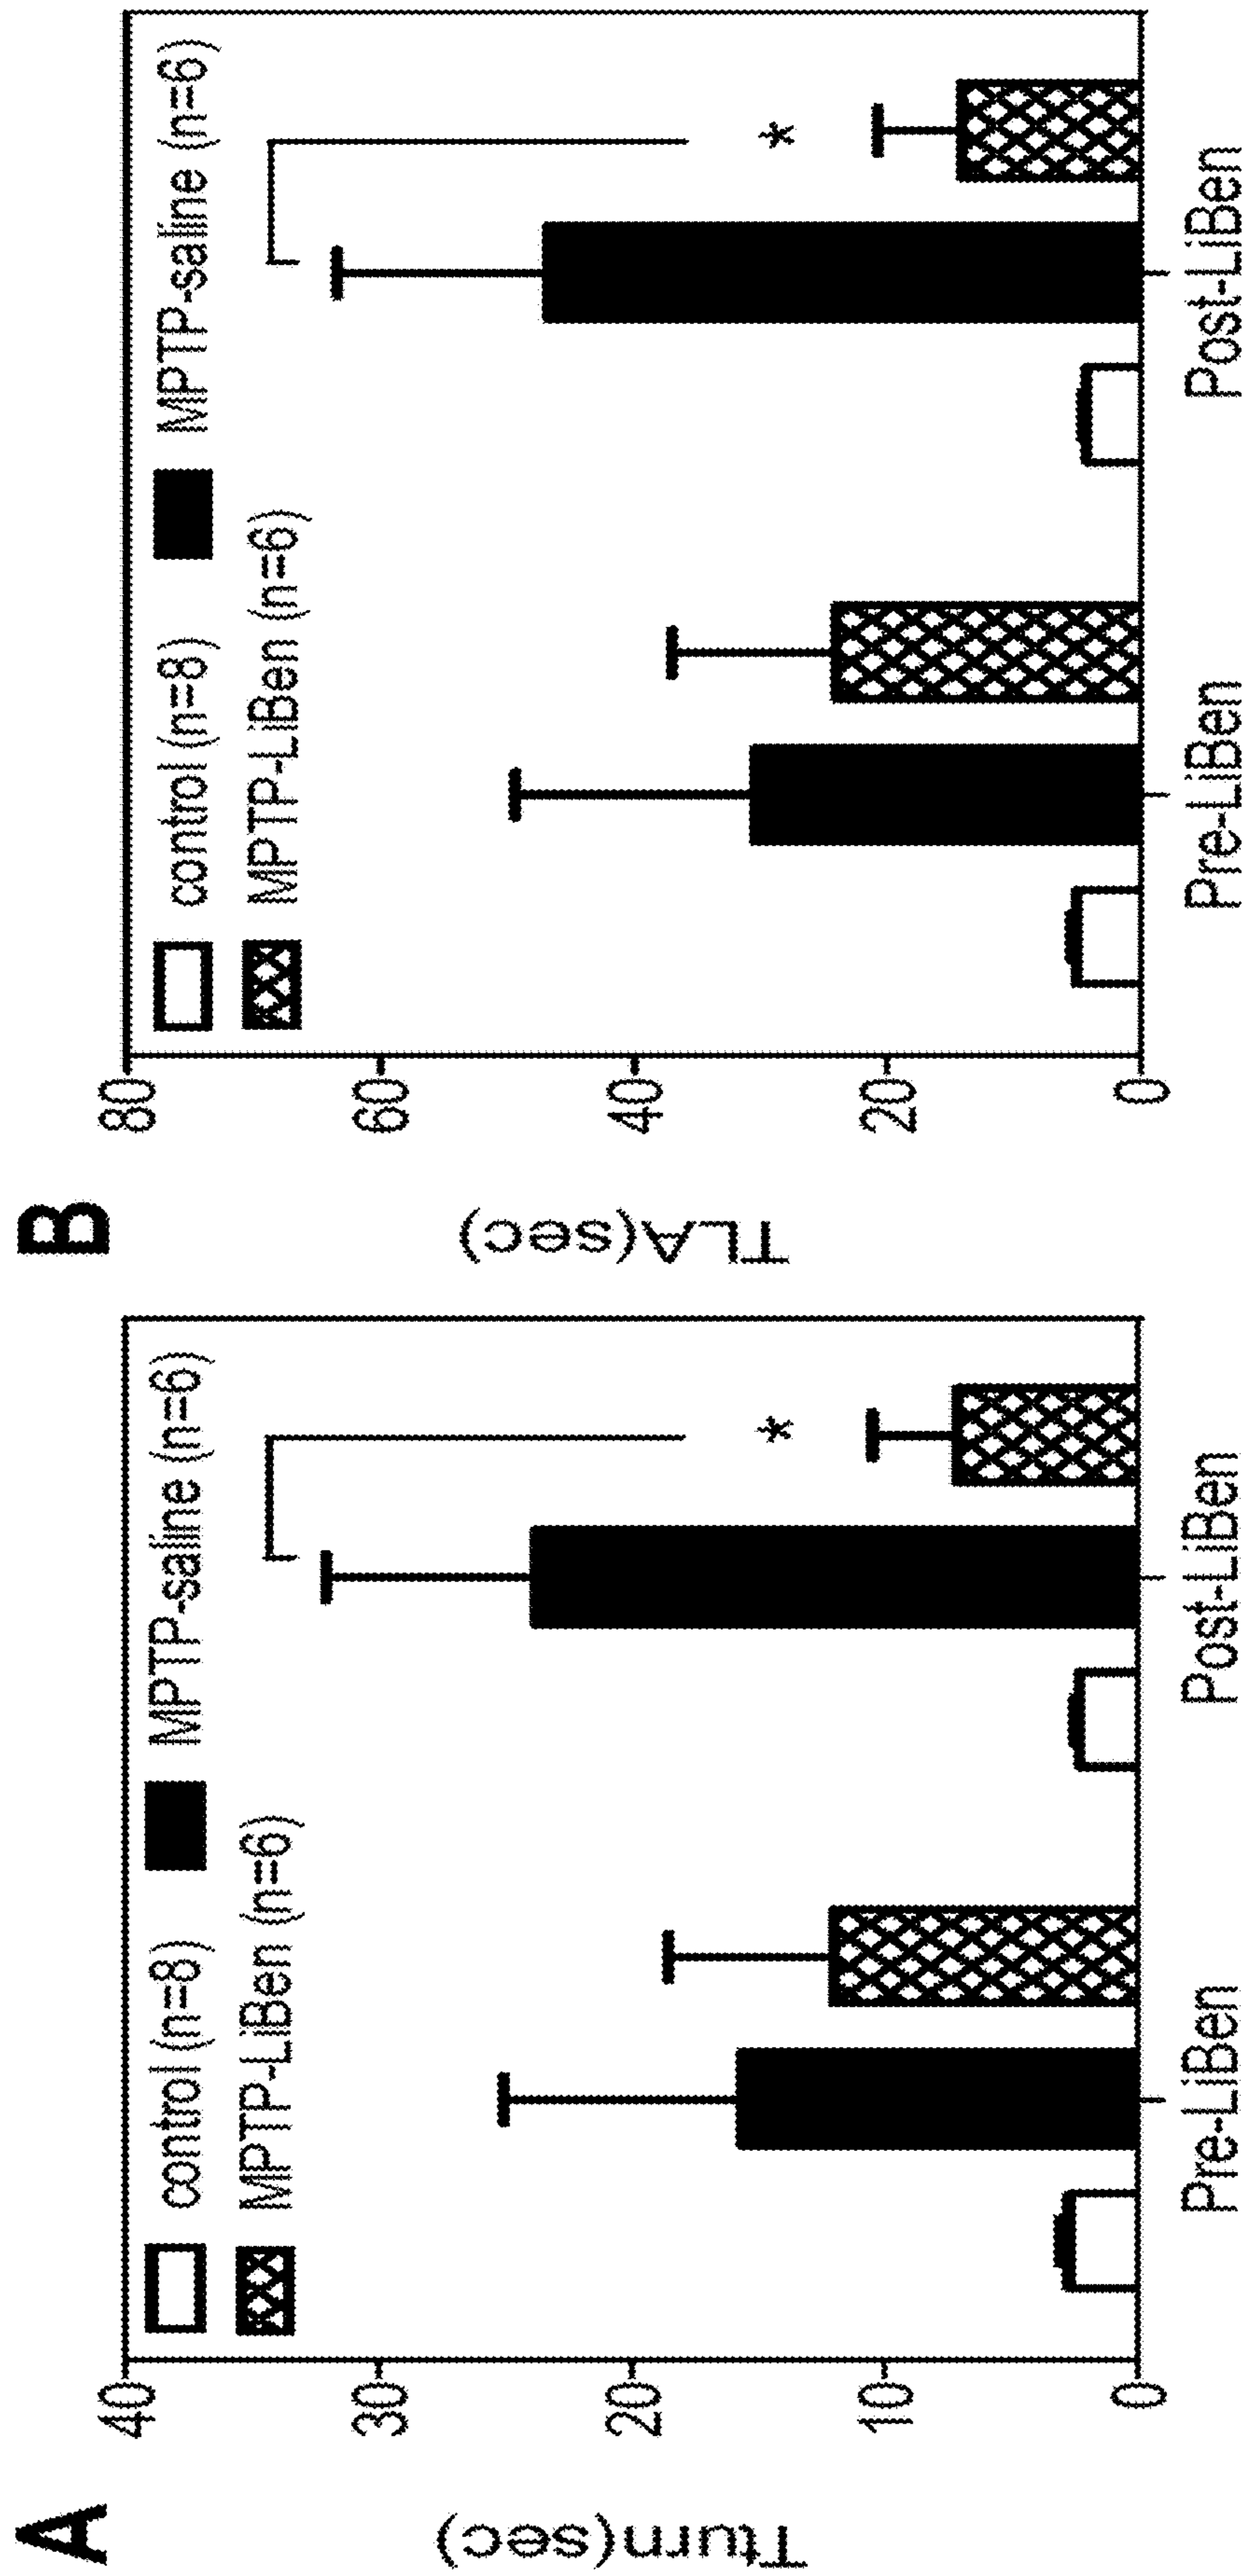 A
Tturn(sec)
40
30
20
10
0
control (n=8)
MPTP-saline (n=6)
MPTP-LiBen (n=6)
*
Pre-LiBen
Post-LiBen
B
TLA(sec)
80
60
40
20
0
control (n=8)
MPTP-saline (n=6)
MPTP-LiBen (n=6)
*
Pre-LiBen
Post-LiBen